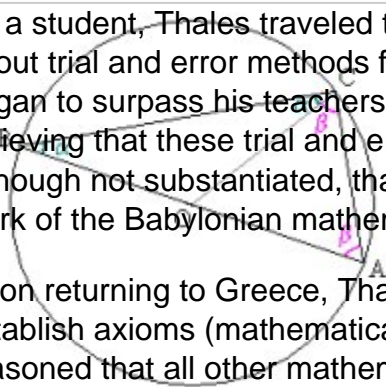 a student, Thales traveled t
out trial and error methods f
gan to surpass his teachers
ieving that these trial and e
hough not substantiated, tha
rk of the Babylonian mather
on returning to Greece, Tha
tablish axioms (mathematica
asoned that all other mather
C
β
α
O
β
A